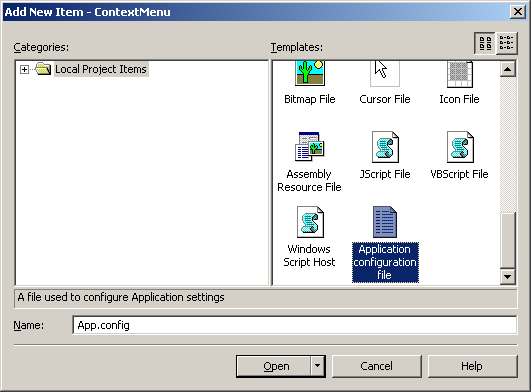 Add New Item - ContextMenu
Categories:
Templates:
Local Project Items
Bitmap File
Cursor File
Icon File
Assembly
Resource File
JScript File
VBScript File
Windows
Script Host
Application
configuration
file
A file used to configure Application settings
Name:
App.config
Open
Cancel
Help